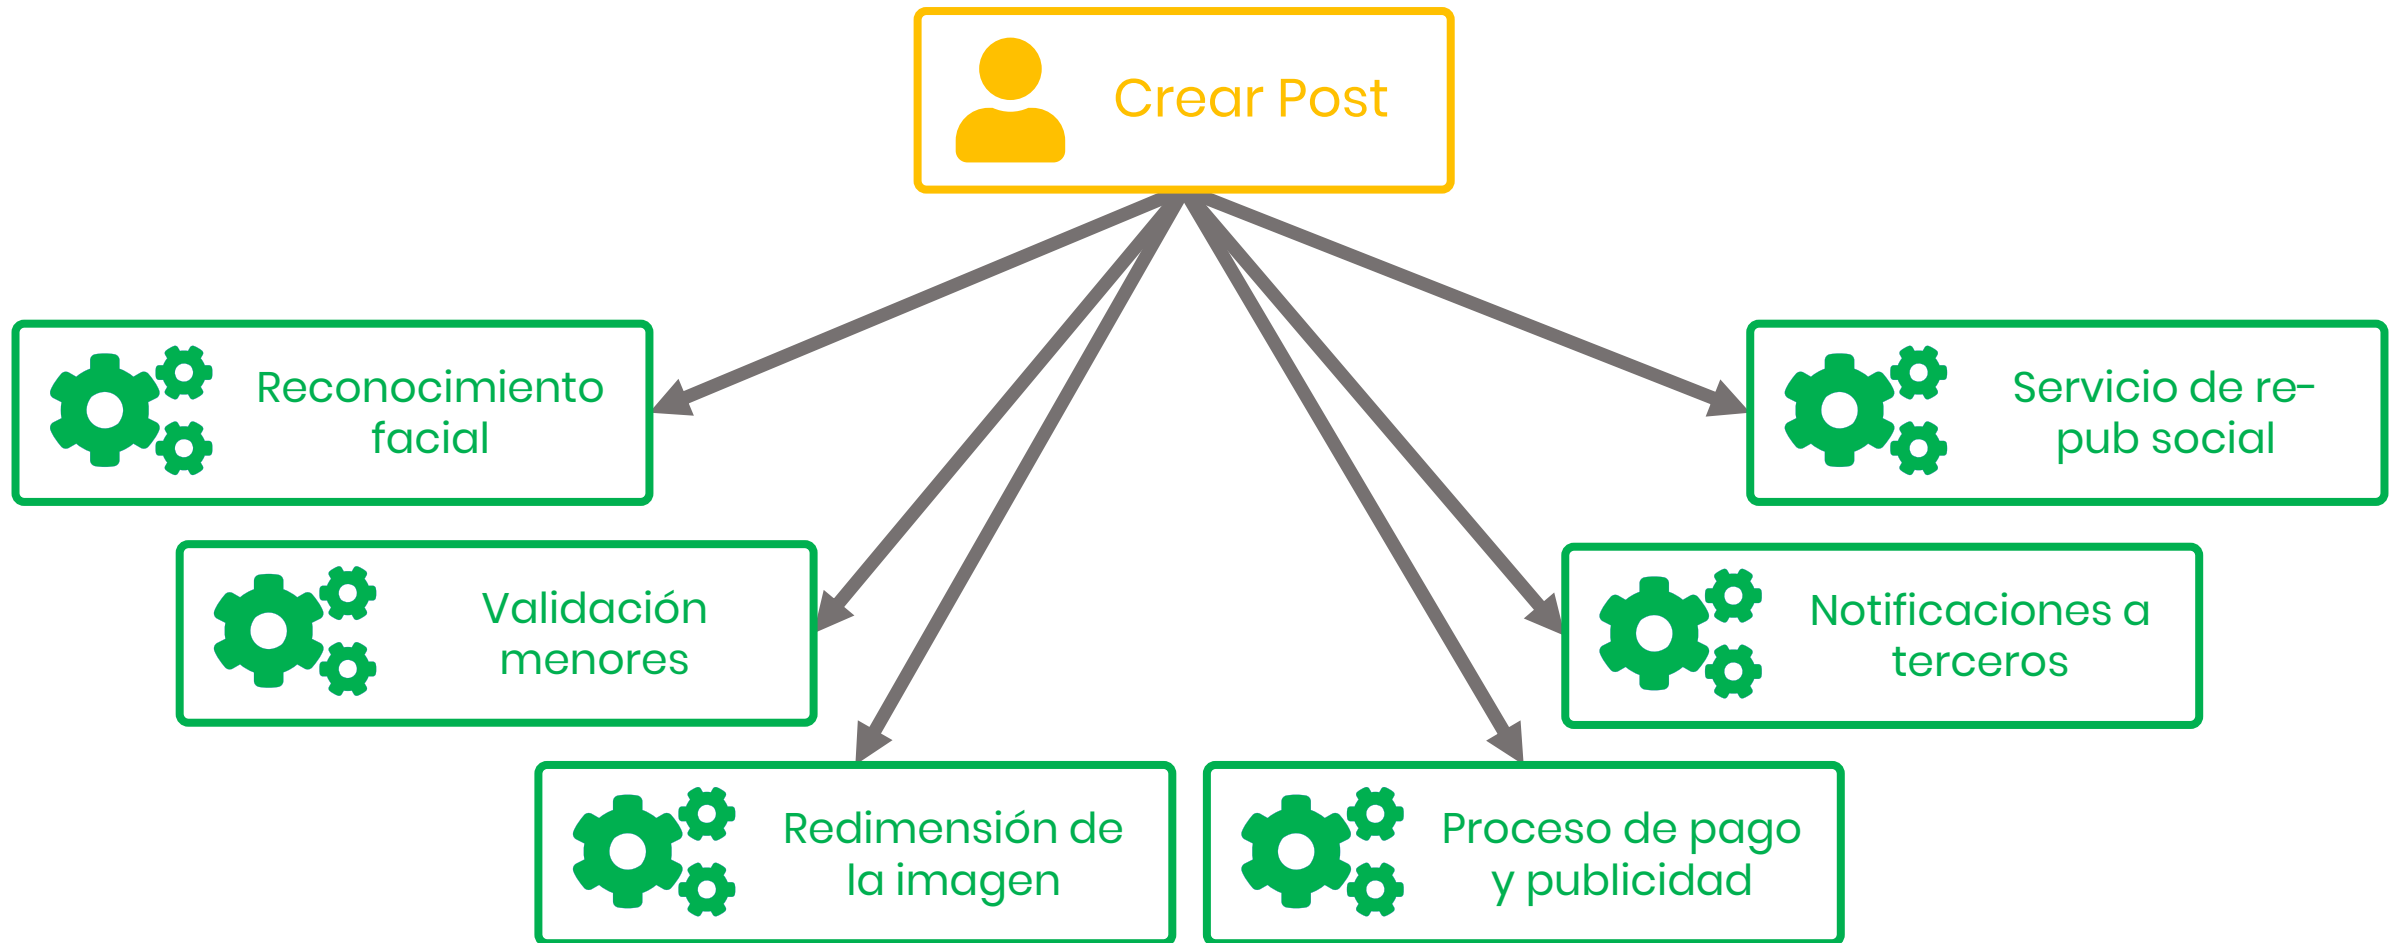 Crear Post
Reconocimiento
facial
Servicio de re-
pub social
Validación
menores
Notificaciones a
terceros
Redimensión de
la imagen
Proceso de pago
y publicidad